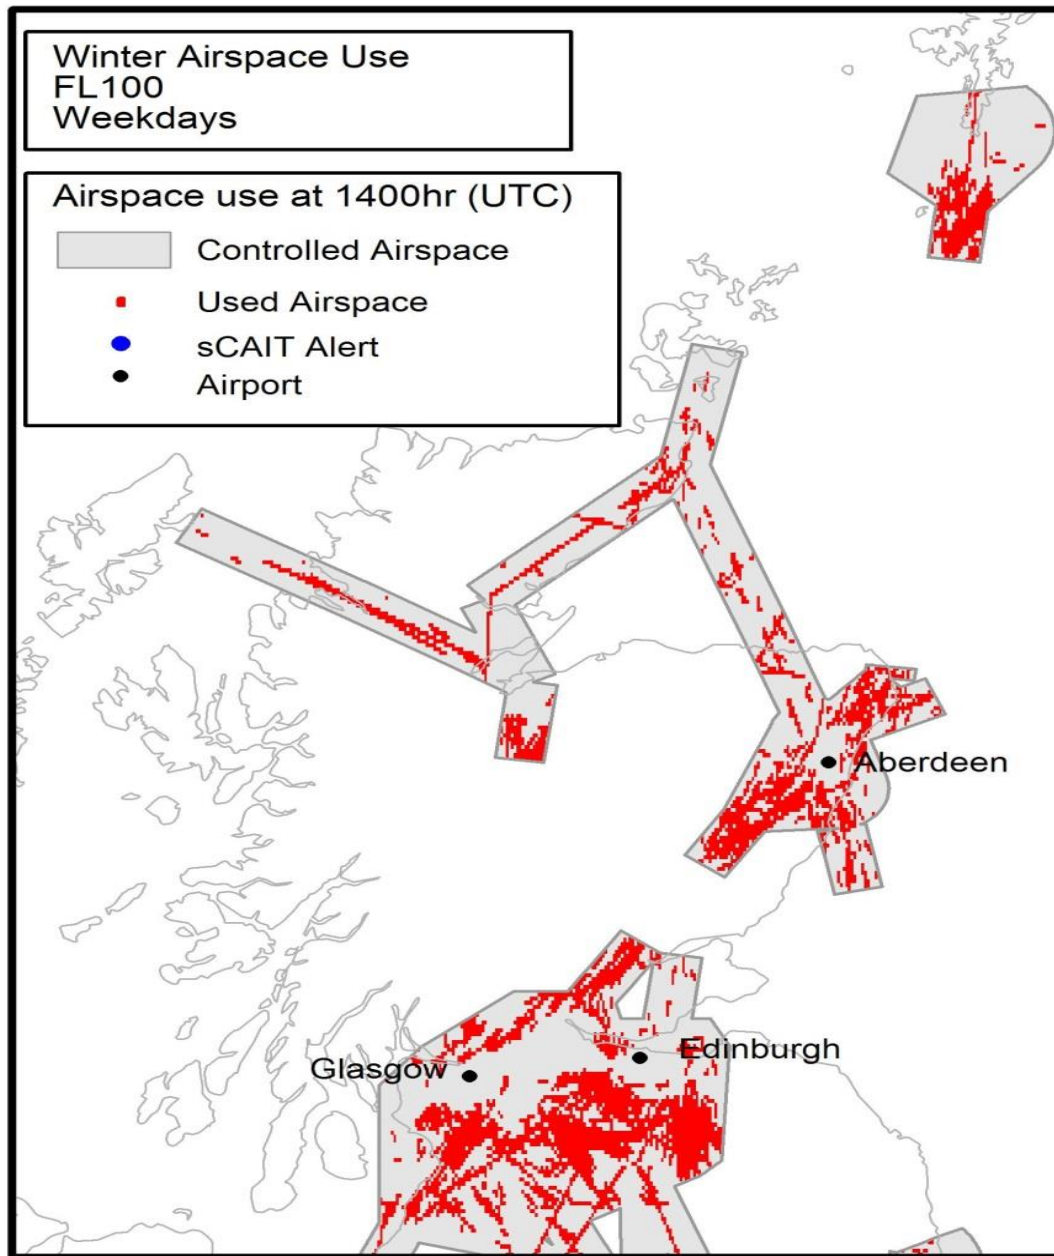 Winter Airspace Use
FL100
Weekdays
Airspace use at 1400hr (UTC)
Controlled Airspace
Used Airspace
sCAIT Alert
Airport
Aberdeen
Edinburgh
Glasgow